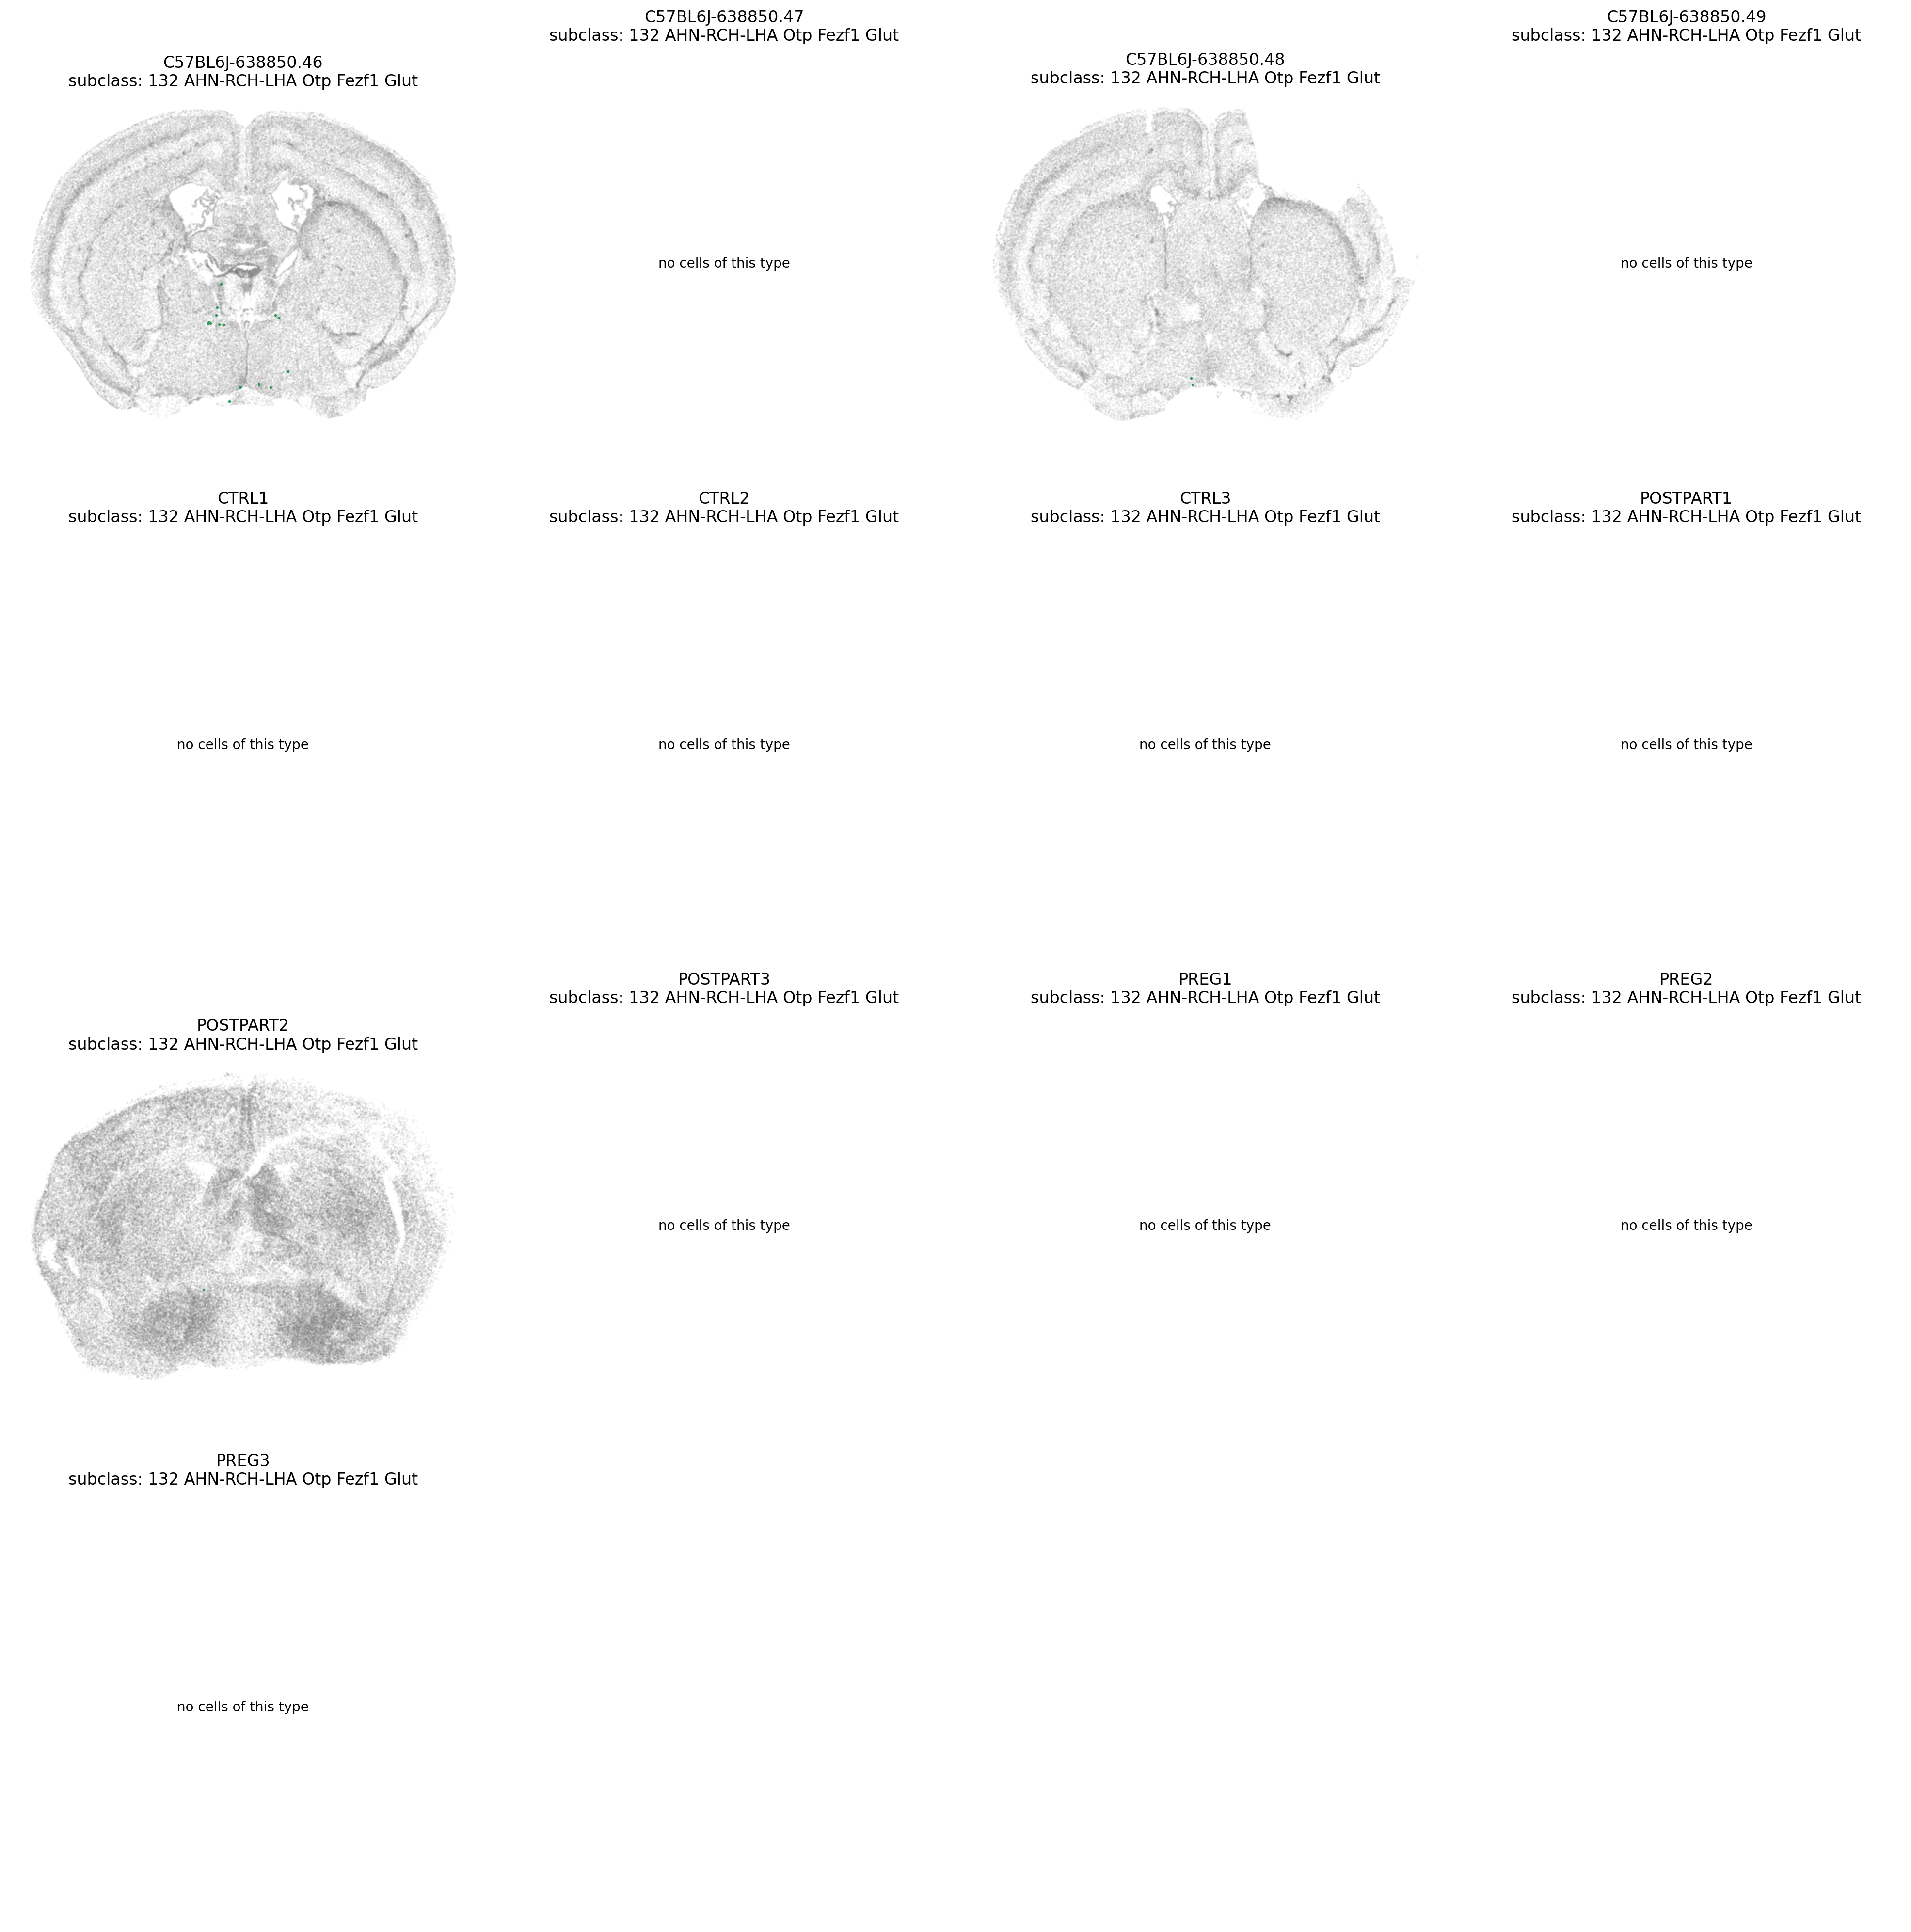 C57BL6J-638850.46
subclass: 132 AHN-RCH-LHA Otp Fezf1 Glut
C57BL6J-638850.47
subclass: 132 AHN-RCH-LHA Otp Fezf1 Glut
no cells of this type
C57BL6J-638850.48
subclass: 132 AHN-RCH-LHA Otp Fezf1 Glut
C57BL6J-638850.49
subclass: 132 AHN-RCH-LHA Otp Fezf1 Glut
no cells of this type
CTRL1
subclass: 132 AHN-RCH-LHA Otp Fezf1 Glut
no cells of this type
CTRL2
subclass: 132 AHN-RCH-LHA Otp Fezf1 Glut
no cells of this type
CTRL3
subclass: 132 AHN-RCH-LHA Otp Fezf1 Glut
no cells of this type
POSTPART1
subclass: 132 AHN-RCH-LHA Otp Fezf1 Glut
no cells of this type
POSTPART2
subclass: 132 AHN-RCH-LHA Otp Fezf1 Glut
POSTPART3
subclass: 132 AHN-RCH-LHA Otp Fezf1 Glut
no cells of this type
PREG1
subclass: 132 AHN-RCH-LHA Otp Fezf1 Glut
no cells of this type
PREG2
subclass: 132 AHN-RCH-LHA Otp Fezf1 Glut
no cells of this type
PREG3
subclass: 132 AHN-RCH-LHA Otp Fezf1 Glut
no cells of this type